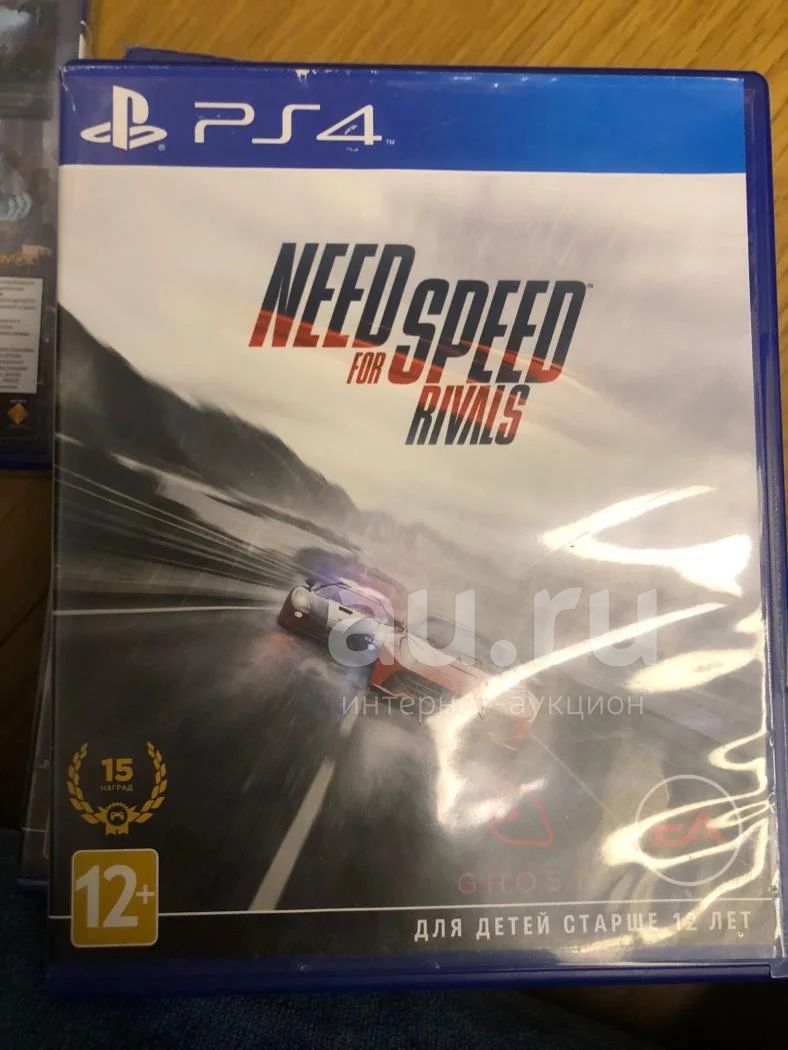 PS4
NEED
FOR SPEED
RIVALS
au.ru
интернет-аукцион
15
НАГРАД
GHOST
EA
12+
ДЛЯ ДЕТЕЙ СТАРШЕ 12 ЛЕТ